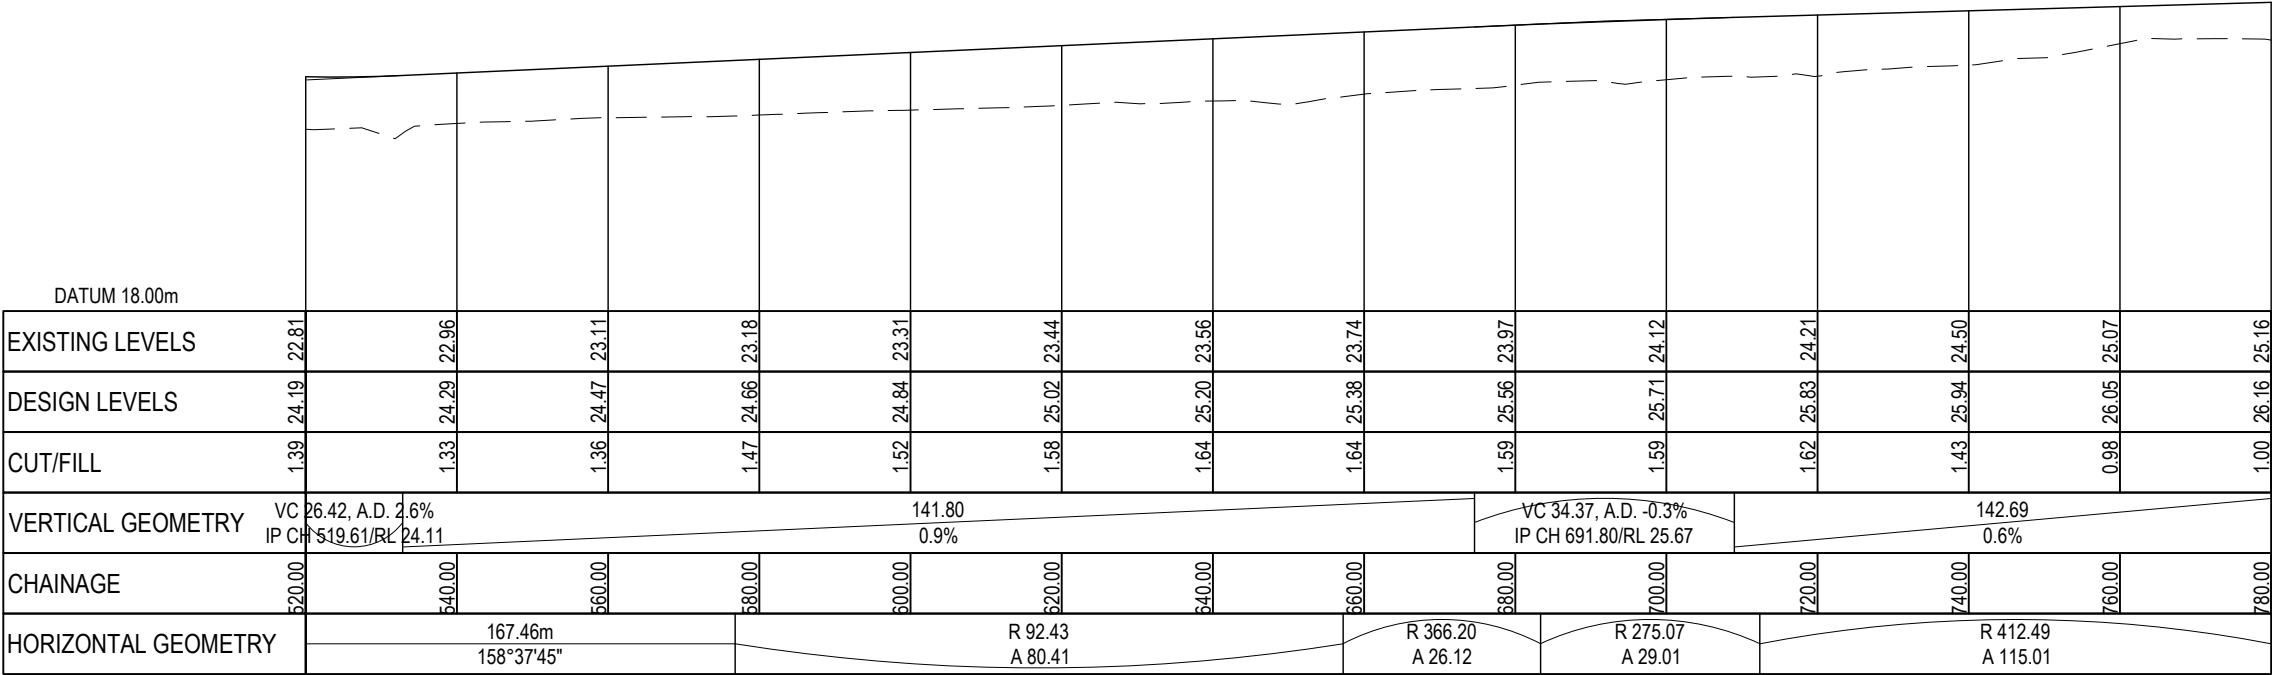 DATUM 18.00m
EXISTING LEVELS 22.81 22.96 23.11 23.18 23.31 23.44 23.56 23.74 23.97 24.12 24.21 24.50 25.07 25.16
DESIGN LEVELS 24.19 24.29 24.47 24.66 24.84 25.02 25.20 25.38 25.56 25.71 25.83 25.94 26.05 26.16
CUT/FILL 1.39 1.33 1.36 1.47 1.52 1.58 1.64 1.64 1.59 1.59 1.62 1.43 0.98 1.00
VERTICAL GEOMETRY
VC 26.42, A.D. 2.6%
IP CH 519.61/RL 24.11
141.80
0.9%
VC 34.37, A.D. -0.3%
IP CH 691.80/RL 25.67
142.69
0.6%
CHAINAGE 520.00 540.00 560.00 580.00 600.00 620.00 640.00 660.00 680.00 700.00 720.00 740.00 760.00 780.00
HORIZONTAL GEOMETRY
167.46m
158°37'45"
R 92.43
A 80.41
R 366.20
A 26.12
R 275.07
A 29.01
R 412.49
A 115.01